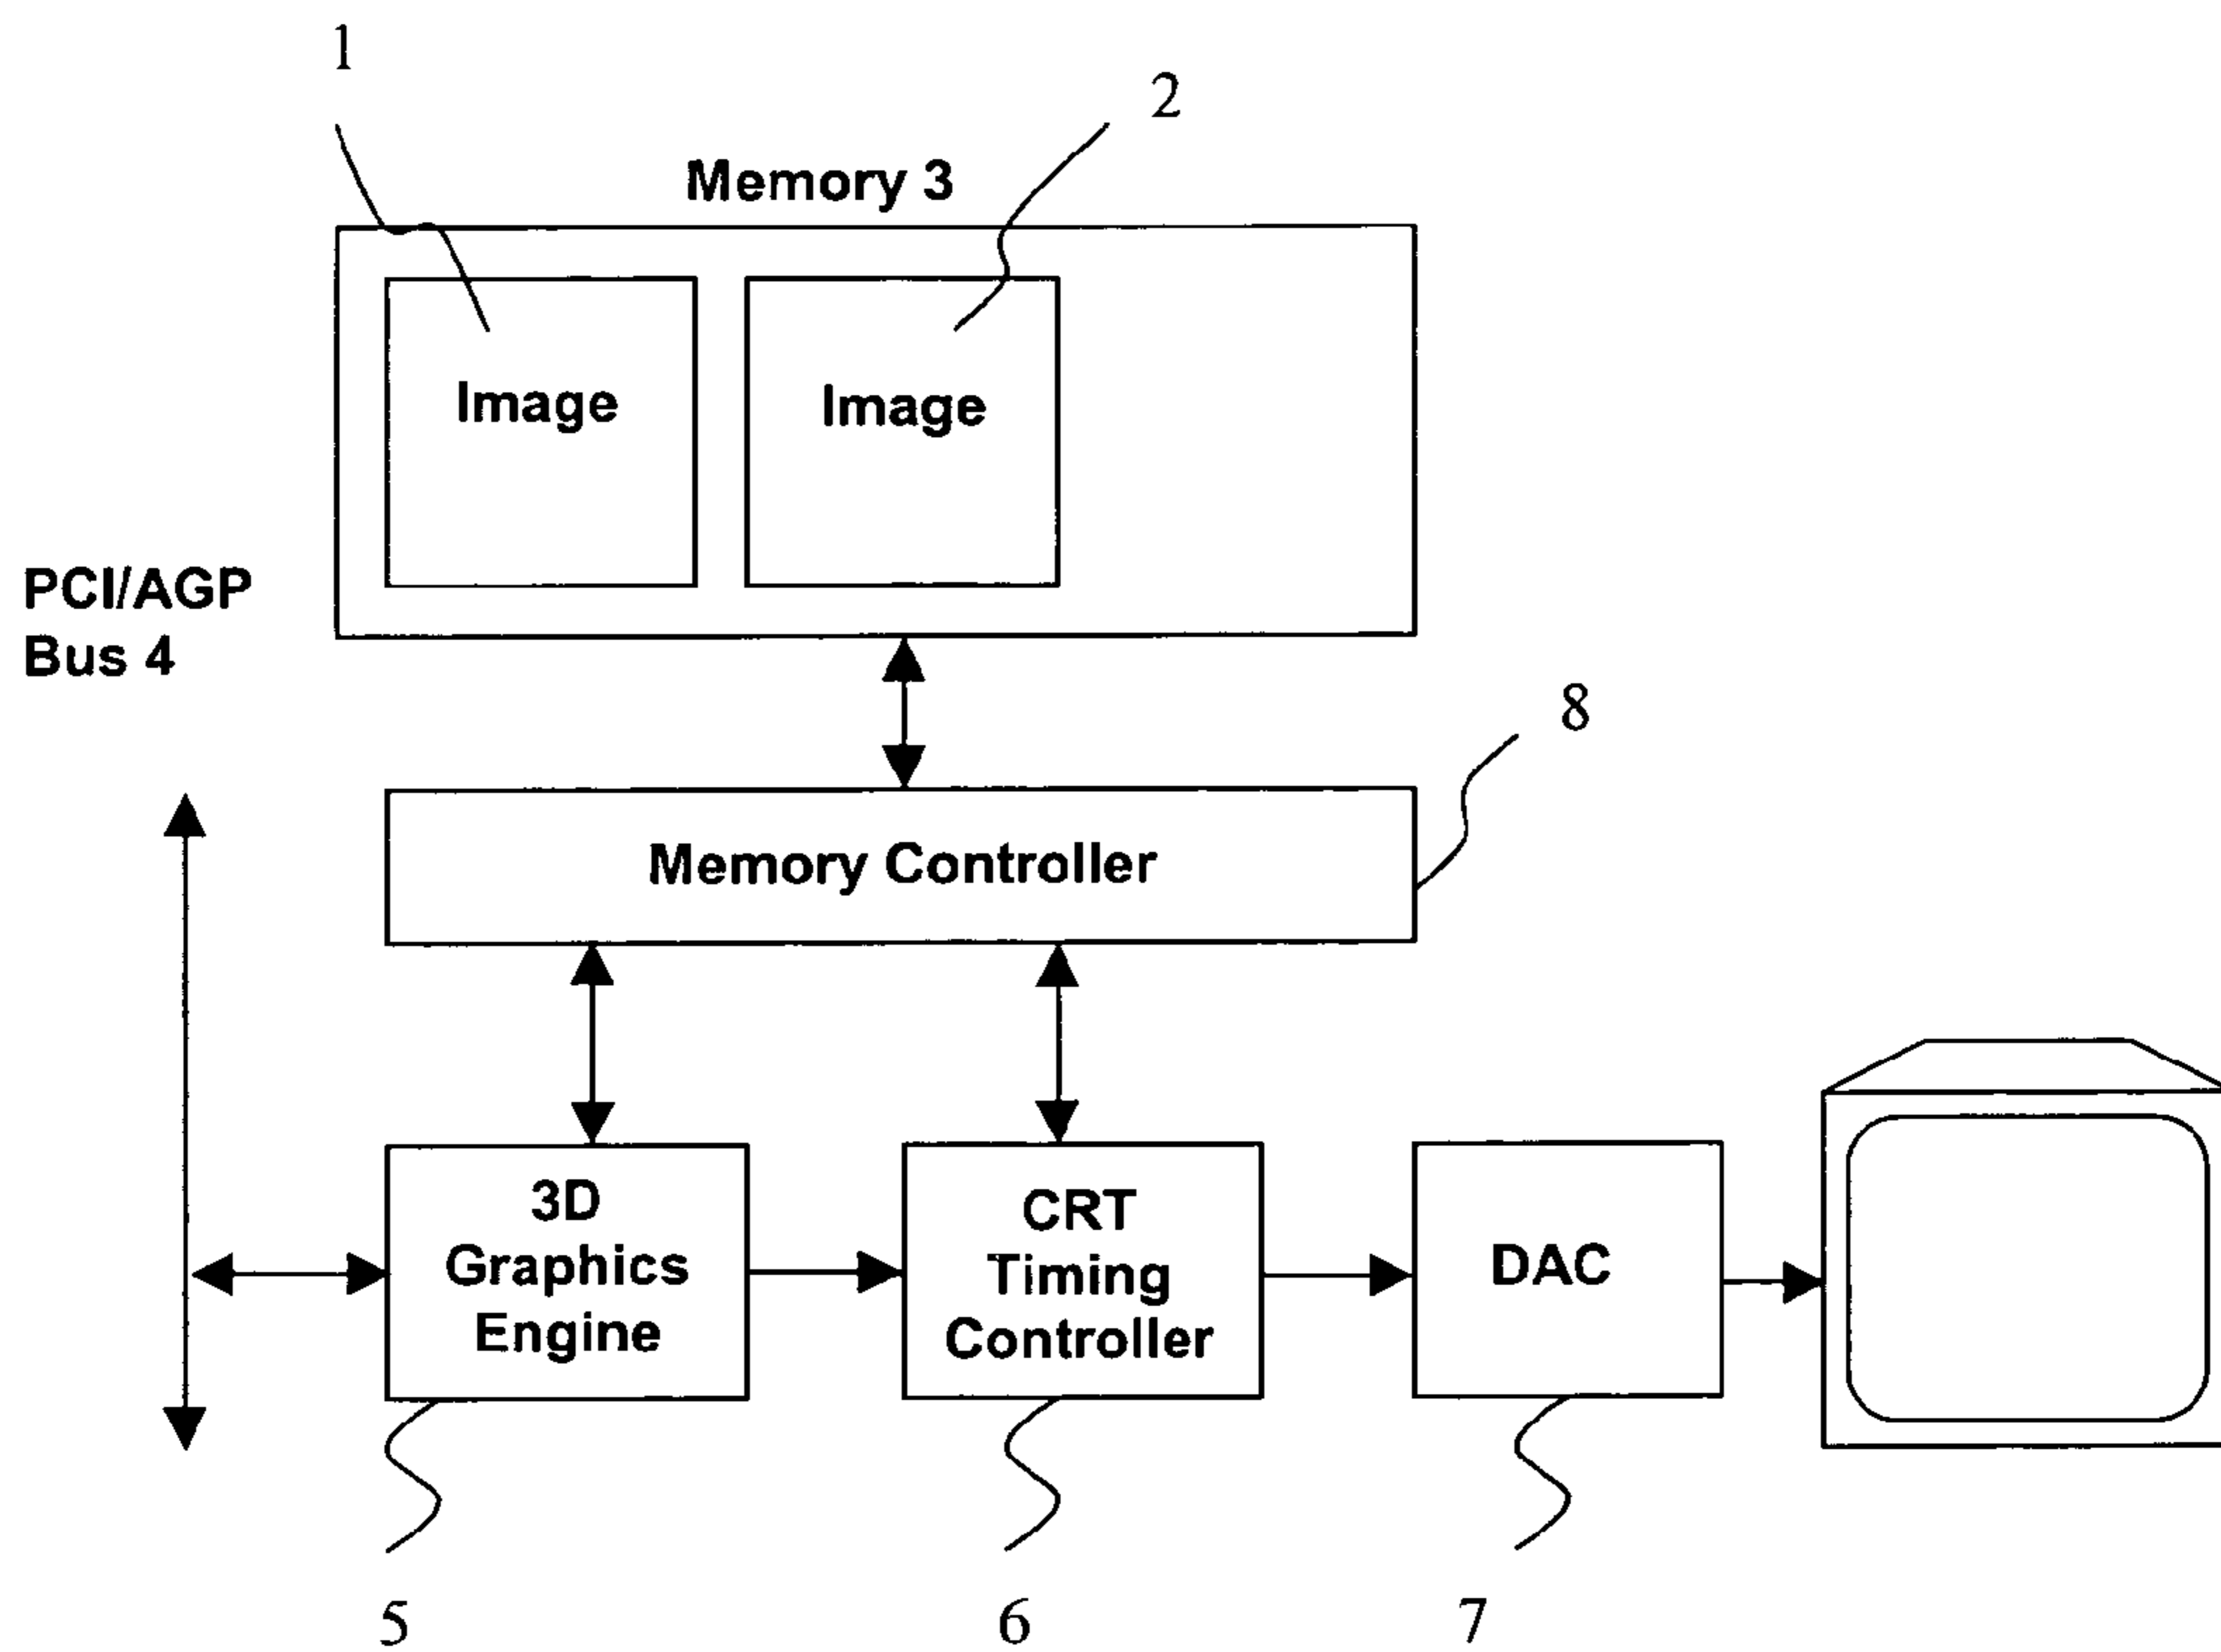 1
2
Memory 3
Image
Image
PCI/AGP
Bus 4
8
Memory Controller
3D
Graphics
Engine
CRT
Timing
Controller
DAC
5
6
7